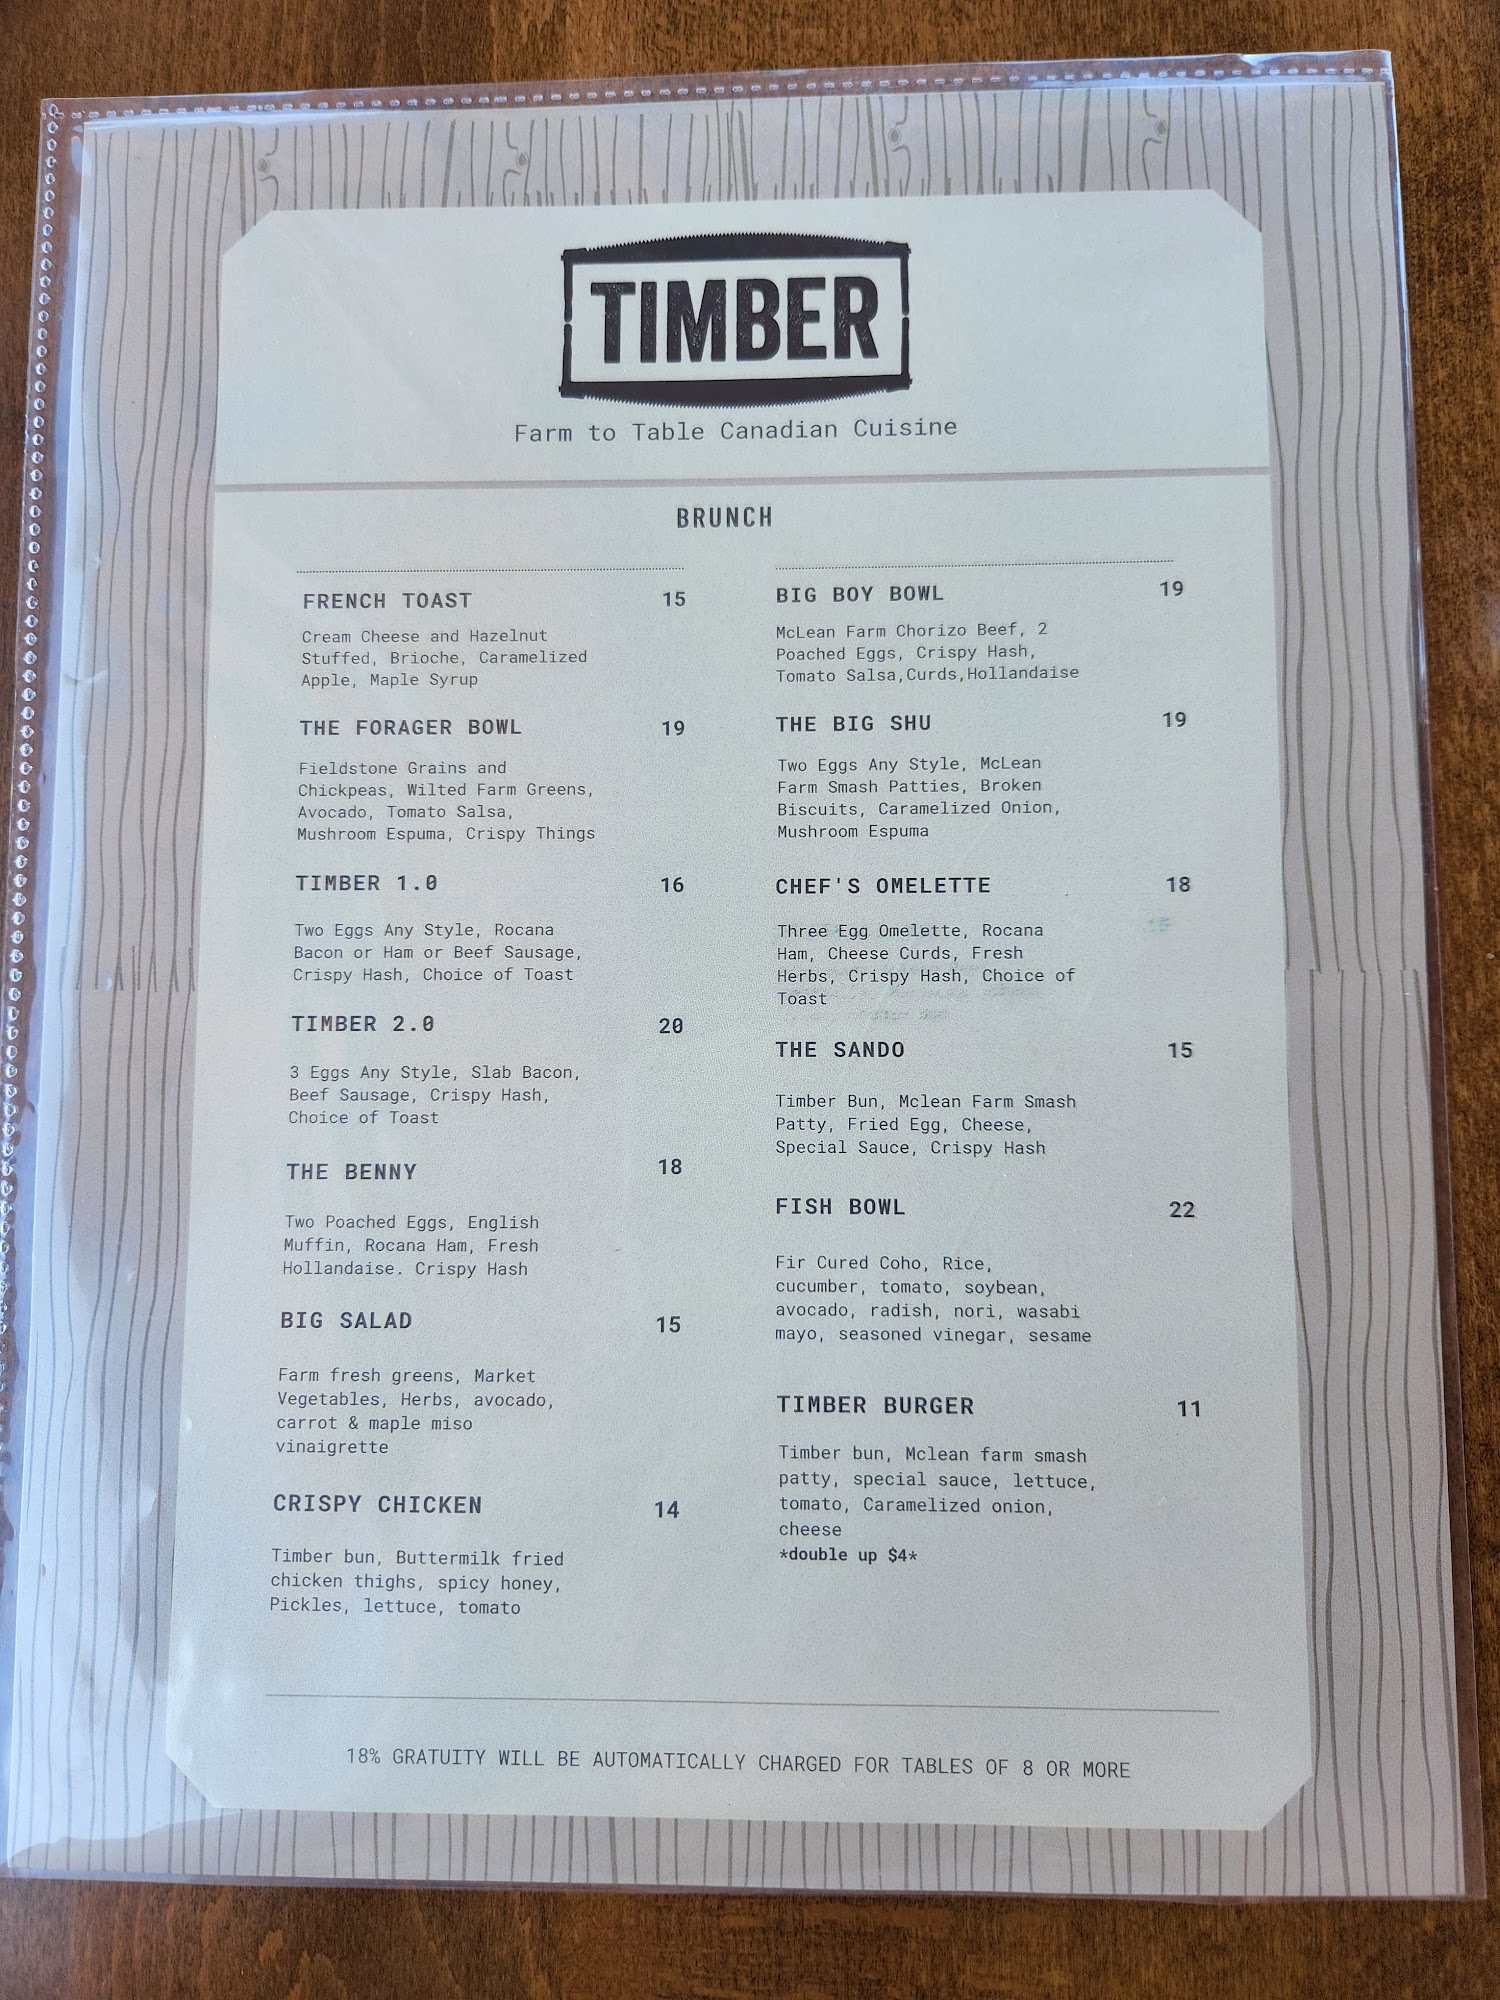 TIMBER
Farm to Table Canadian Cuisine
BRUNCH
FRENCH TOAST 15
Cream Cheese and Hazelnut
Stuffed, Brioche, Caramelized
Apple, Maple Syrup
THE FORAGER BOWL 19
Fieldstone Grains and
Chickpeas, Wilted Farm Greens,
Avocado, Tomato Salsa,
Mushroom Espuma, Crispy Things
TIMBER 1.0 16
Two Eggs Any Style, Rocana
Bacon or Ham or Beef Sausage,
Crispy Hash, Choice of Toast
TIMBER 2.0 20
3 Eggs Any Style, Slab Bacon,
Beef Sausage, Crispy Hash,
Choice of Toast
THE BENNY 18
Two Poached Eggs, English
Muffin, Rocana Ham, Fresh
Hollandaise. Crispy Hash
BIG SALAD 15
Farm fresh greens, Market
Vegetables, Herbs, avocado,
carrot & maple miso
vinaigrette
CRISPY CHICKEN 14
Timber bun, Buttermilk fried
chicken thighs, spicy honey,
Pickles, lettuce, tomato
BIG BOY BOWL 19
McLean Farm Chorizo Beef, 2
Poached Eggs, Crispy Hash,
Tomato Salsa,Curds,Hollandaise
THE BIG SHU 19
Two Eggs Any Style, McLean
Farm Smash Patties, Broken
Biscuits, Caramelized Onion,
Mushroom Espuma
CHEF'S OMELETTE 18
Three Egg Omelette, Rocana
Ham, Cheese Curds, Fresh
Herbs, Crispy Hash, Choice of
Toast
THE SANDO 15
Timber Bun, Mclean Farm Smash
Patty, Fried Egg, Cheese,
Special Sauce, Crispy Hash
FISH BOWL 22
Fir Cured Coho, Rice,
cucumber, tomato, soybean,
avocado, radish, nori, wasabi
mayo, seasoned vinegar, sesame
TIMBER BURGER 11
Timber bun, Mclean farm smash
patty, special sauce, lettuce,
tomato, Caramelized onion,
cheese
*double up $4*
18% GRATUITY WILL BE AUTOMATICALLY CHARGED FOR TABLES OF 8 OR MORE